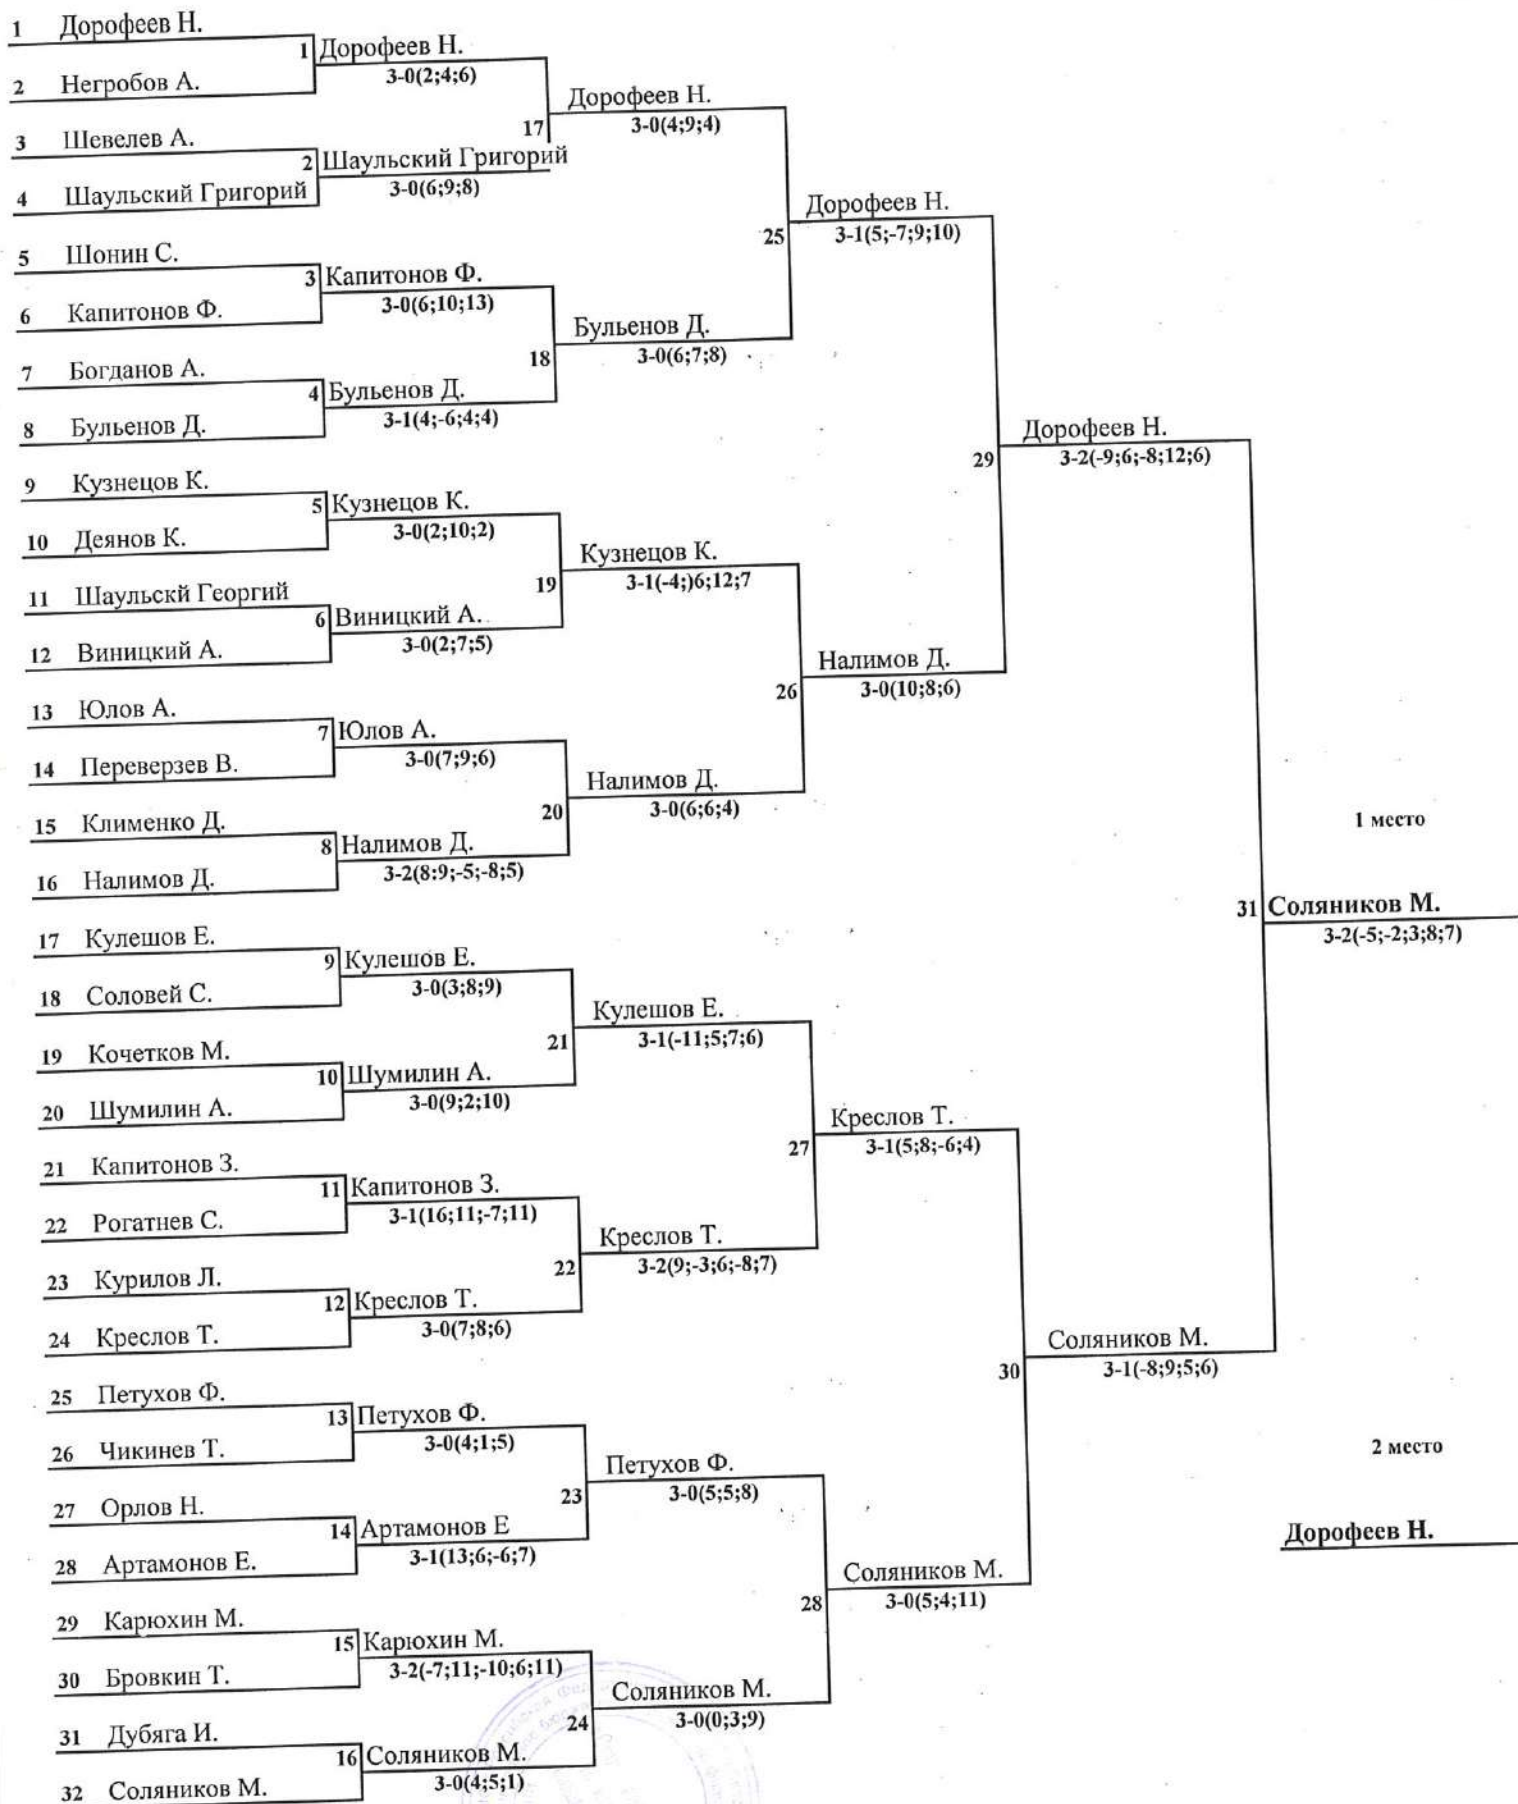 1 Дорофеев Н.
1 Дорофеев Н.
3-0(2;4;6)
2 Негробов А.
Дорофеев Н.
17 3-0(4;9;4)
3 Шевелев А.
2 Шаульский Григорий
3-0(6;9;8)
4 Шаульский Григорий
Дорофеев Н.
25 3-1(5;-7;9;10)
5 Шонин С.
3 Капитонов Ф.
3-0(6;10;13)
6 Капитонов Ф.
Бульенов Д.
18 3-0(6;7;8)
7 Богданов А.
4 Бульенов Д.
3-1(4;-6;4;4)
8 Бульенов Д.
Дорофеев Н.
29 3-2(-9;6;-8;12;6)
9 Кузнецов К.
5 Кузнецов К.
3-0(2;10;2)
10 Деянов К.
Кузнецов К.
19 3-1(-4;)6;12;7
11 Шаульскй Георгий
6 Виницкий А.
3-0(2;7;5)
12 Виницкий А.
Налимов Д.
26 3-0(10;8;6)
13 Юлов А.
7 Юлов А.
3-0(7;9;6)
14 Переверзев В.
Налимов Д.
20 3-0(6;6;4)
15 Клименко Д.
8 Налимов Д.
3-2(8:9;-5;-8;5)
16 Налимов Д.
1 место
31 Соляников М.
3-2(-5;-2;3;8;7)
17 Кулешов Е.
9 Кулешов Е.
3-0(3;8;9)
18 Соловей С.
Кулешов Е.
21 3-1(-11;5;7;6)
19 Кочетков М.
10 Шумилин А.
3-0(9;2;10)
20 Шумилин А.
Креслов Т.
27 3-1(5;8;-6;4)
21 Капитонов З.
11 Капитонов З.
3-1(16;11;-7;11)
22 Рогатнев С.
Креслов Т.
22 3-2(9;-3;6;-8;7)
23 Курилов Л.
12 Креслов Т.
3-0(7;8;6)
24 Креслов Т.
Соляников М.
30 3-1(-8;9;5;6)
25 Петухов Ф.
13 Петухов Ф.
3-0(4;1;5)
26 Чикинев Т.
2 место
Петухов Ф.
23 3-0(5;5;8)
27 Орлов Н.
14 Артамонов Е
3-1(13;6;-6;7)
28 Артамонов Е.
Дорофеев Н.
Соляников М.
28 3-0(5;4;11)
29 Карюхин М.
15 Карюхин М.
3-2(-7;11;-10;6;11)
30 Бровкин Т.
Соляников М.
24 3-0(0;3;9)
31 Дубяга И.
16 Соляников М.
3-0(4;5;1)
32 Соляников М.